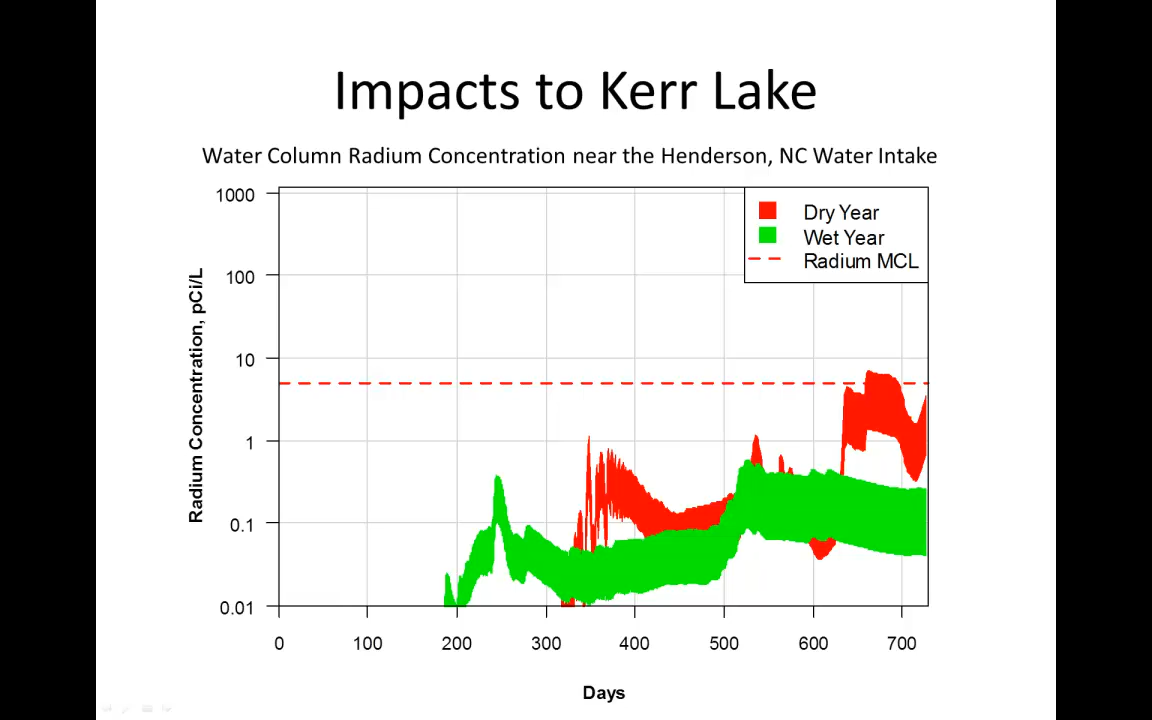 Impacts to Kerr Lake
Water Column Radium Concentration near the Henderson, NC Water Intake
Dry Year
Wet Year
Radium MCL
Radium Concentration, pCi/L
1000
100
10
1
0.1
0.01
0 100 200 300 400 500 600 700
Days